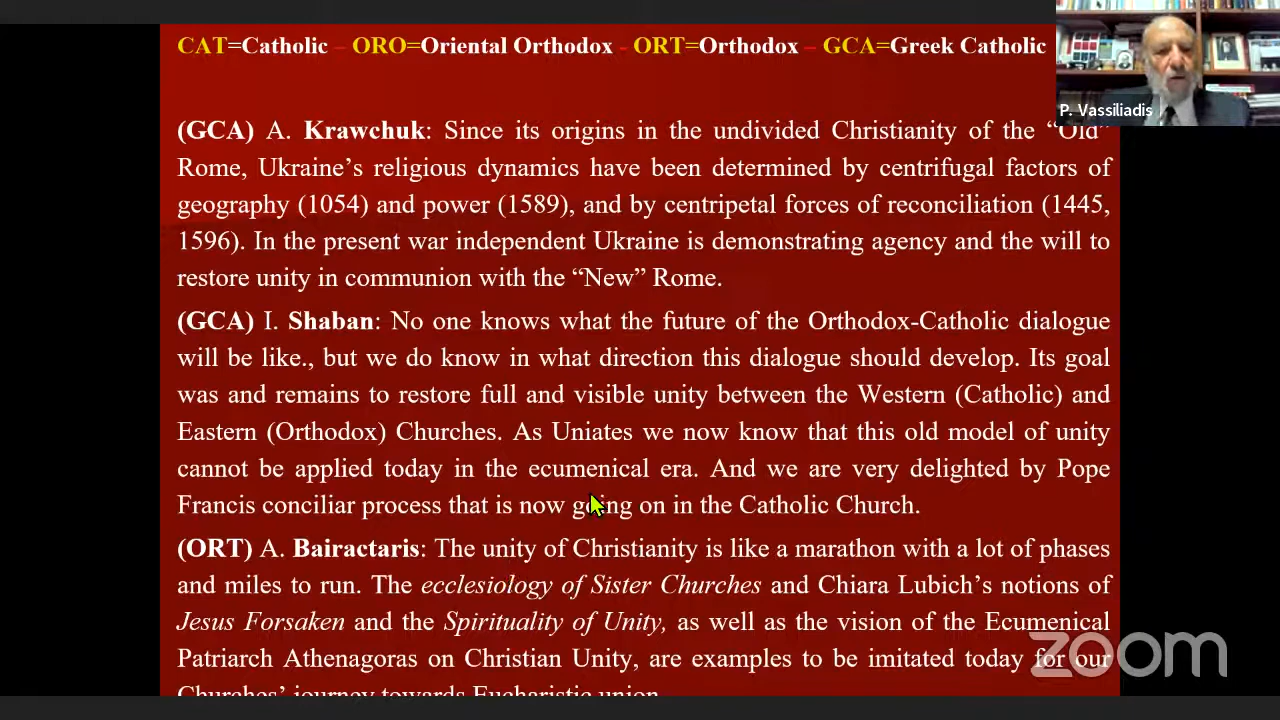 CAT=Catholic – ORO=Oriental Orthodox - ORT=Orthodox – GCA=Greek Catholic
P. Vassiliadis
(GCA) A. Krawchuk: Since its origins in the undivided Christianity of the “Old”
Rome, Ukraine’s religious dynamics have been determined by centrifugal factors of
geography (1054) and power (1589), and by centripetal forces of reconciliation (1445,
1596). In the present war independent Ukraine is demonstrating agency and the will to
restore unity in communion with the “New” Rome.
(GCA) I. Shaban: No one knows what the future of the Orthodox-Catholic dialogue
will be like., but we do know in what direction this dialogue should develop. Its goal
was and remains to restore full and visible unity between the Western (Catholic) and
Eastern (Orthodox) Churches. As Uniates we now know that this old model of unity
cannot be applied today in the ecumenical era. And we are very delighted by Pope
Francis conciliar process that is now going on in the Catholic Church.
(ORT) A. Bairactaris: The unity of Christianity is like a marathon with a lot of phases
and miles to run. The ecclesiology of Sister Churches and Chiara Lubich’s notions of
Jesus Forsaken and the Spirituality of Unity, as well as the vision of the Ecumenical
Patriarch Athenagoras on Christian Unity, are examples to be imitated today for our
Churches’ journey towards Eucharistic union
zoom